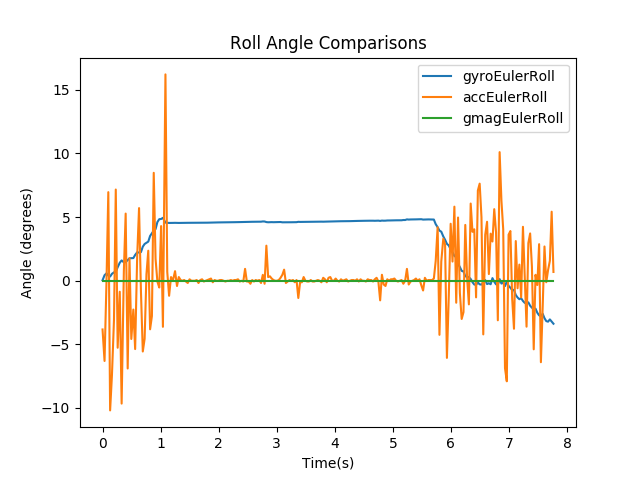 Roll Angle Comparisons
gyroEulerRoll
accEulerRoll
gmagEulerRoll
Angle (degrees)
15
10
5
0
−5
−10
0 1 2 3 4 5 6 7 8
Time(s)